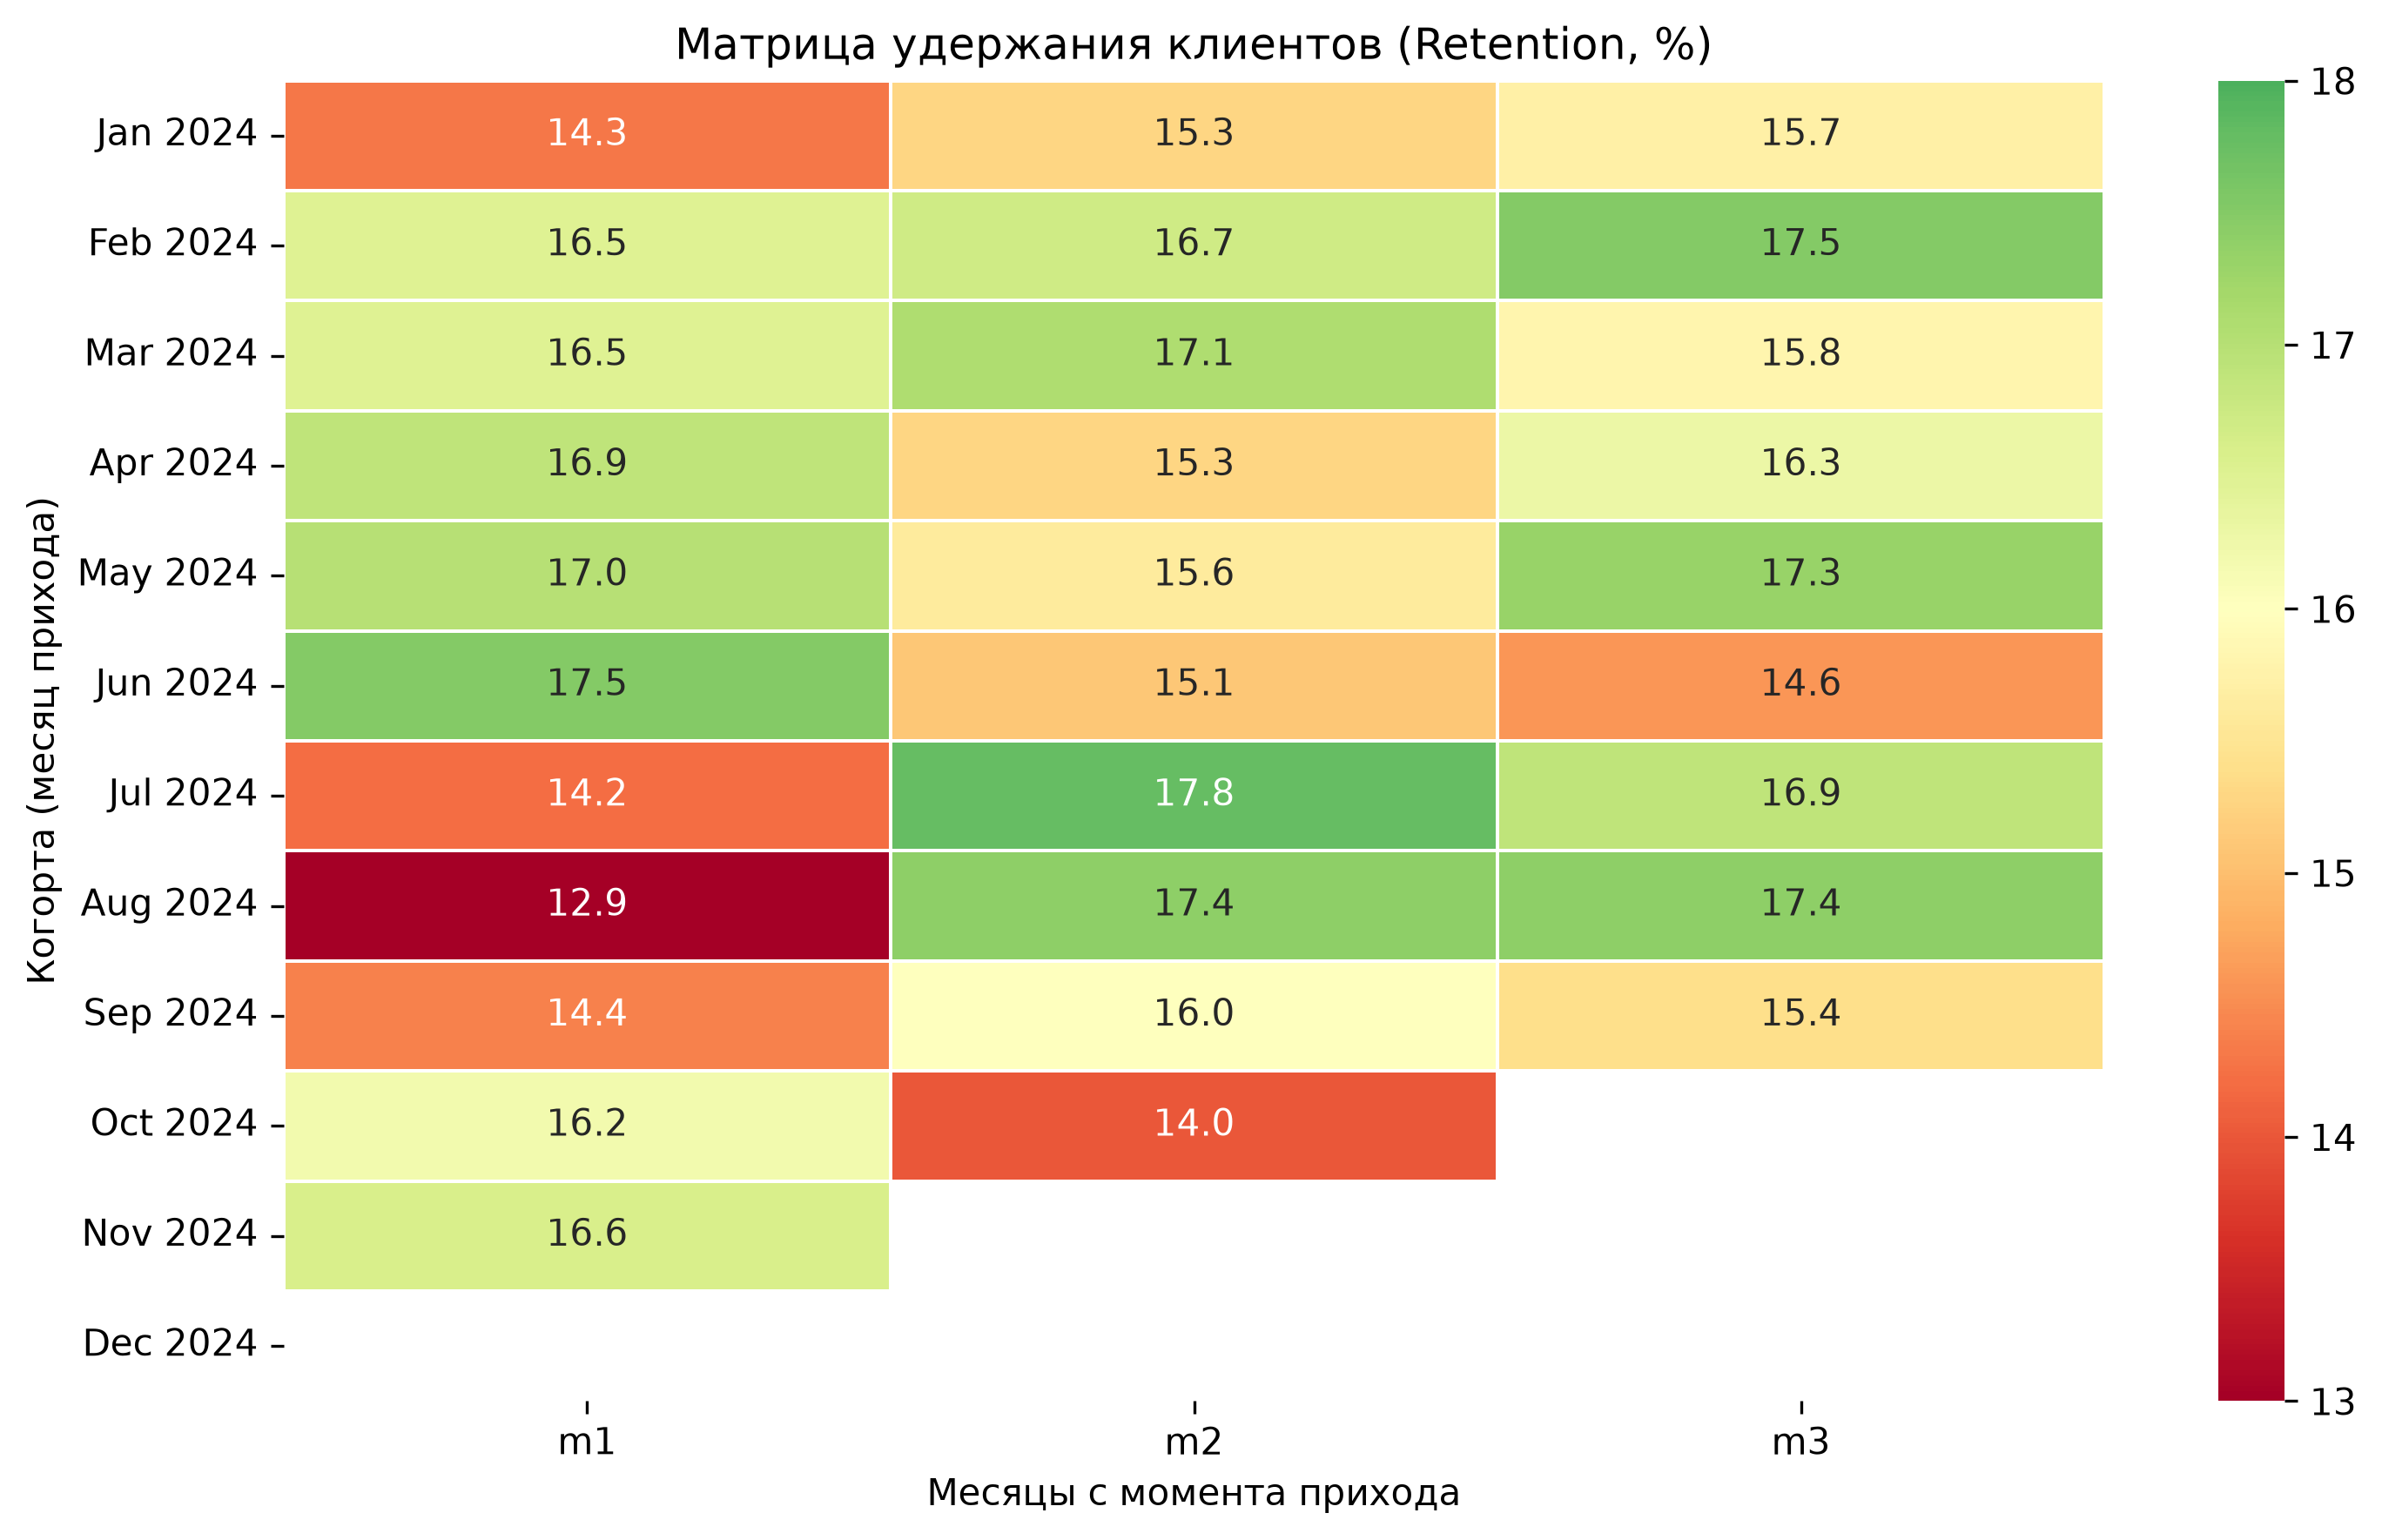 Матрица удержания клиентов (Retention, %)
Когорта (месяц прихода)
Jan 2024 14.3 15.3 15.7
Feb 2024 16.5 16.7 17.5
Mar 2024 16.5 17.1 15.8
Apr 2024 16.9 15.3 16.3
May 2024 17.0 15.6 17.3
Jun 2024 17.5 15.1 14.6
Jul 2024 14.2 17.8 16.9
Aug 2024 12.9 17.4 17.4
Sep 2024 14.4 16.0 15.4
Oct 2024 16.2 14.0
Nov 2024 16.6
Dec 2024
m1 m2 m3
Месяцы с момента прихода
18
17
16
15
14
13